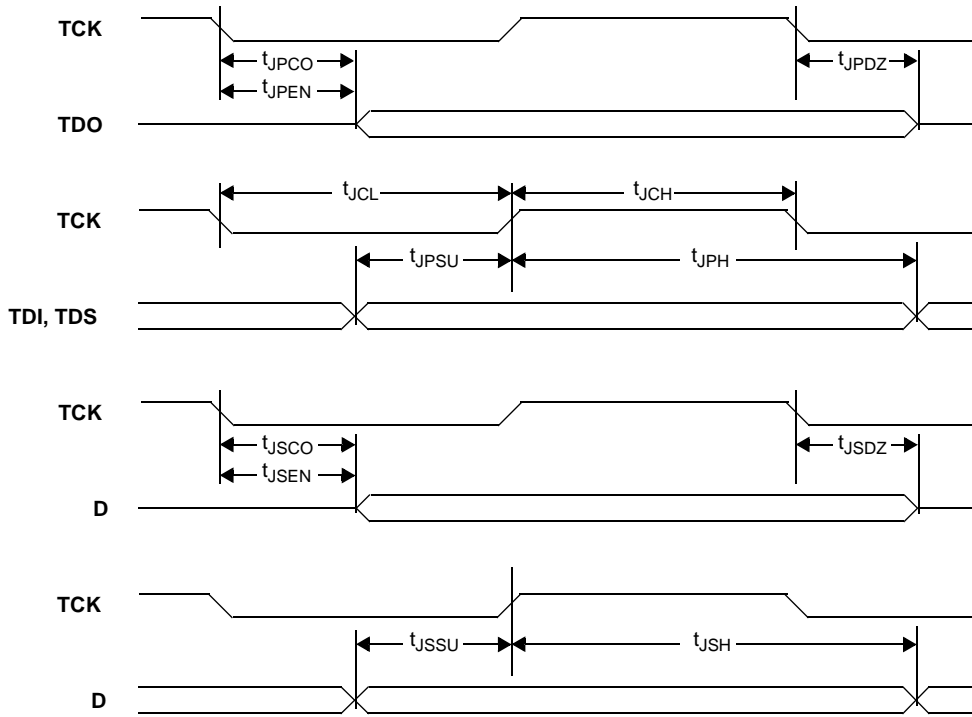 TCK
tJPCO
tJPDZ
tJPEN
TDO
tJCL
tJCH
TCK
tJPSU
tJPH
TDI, TDS
TCK
tJSCO
tJSDZ
tJSEN
D
TCK
tJSSU
tJSH
D